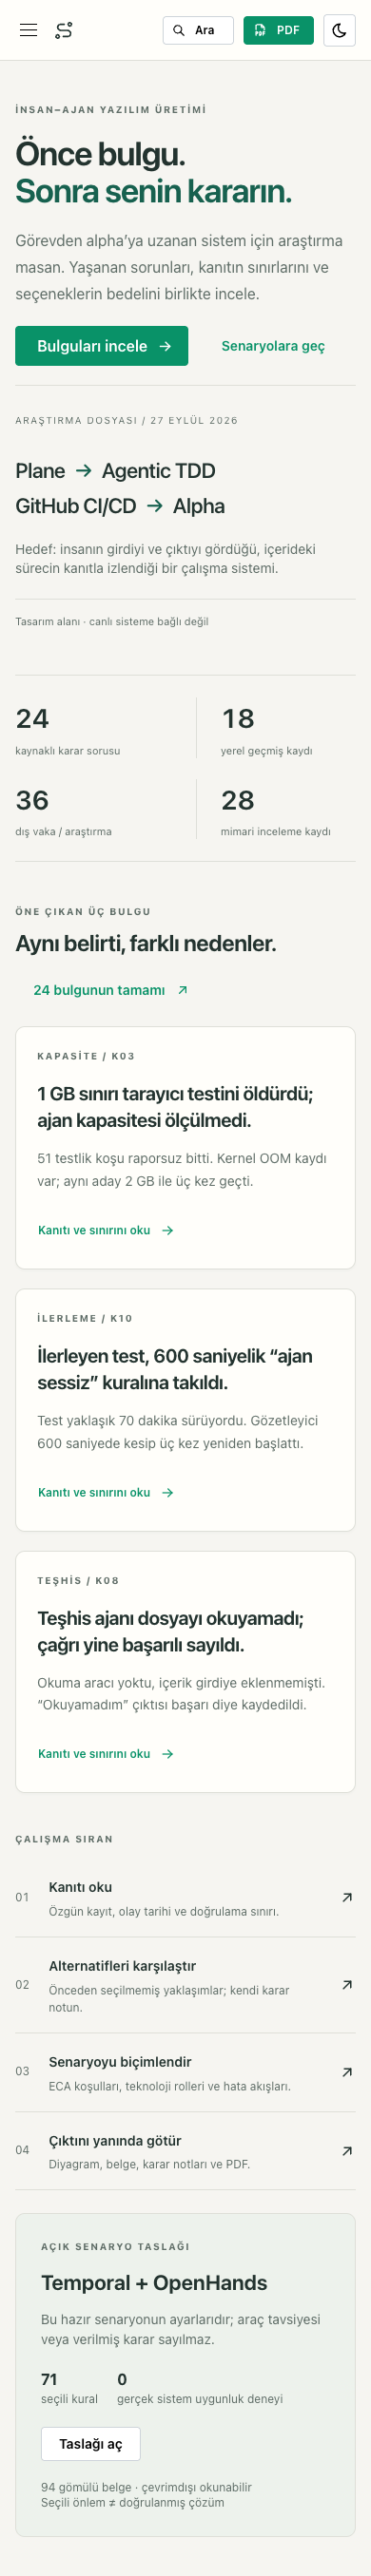 Ara
PDF
İNSAN–AJAN YAZILIM ÜRETİMİ
Önce bulgu.
Sonra senin kararın.
Görevden alpha’ya uzanan sistem için araştırma
masan. Yaşanan sorunları, kanıtın sınırlarını ve
seçeneklerin bedelini birlikte incele.
Bulguları incele →
Senaryolara geç
ARAŞTIRMA DOSYASI / 27 EYLÜL 2026
Plane → Agentic TDD
GitHub CI/CD → Alpha
Hedef: insanın girdiyi ve çıktıyı gördüğü, içerideki
sürecin kanıtla izlendiği bir çalışma sistemi.
Tasarım alanı · canlı sisteme bağlı değil
24
kaynaklı karar sorusu
18
yerel geçmiş kaydı
36
dış vaka / araştırma
28
mimari inceleme kaydı
ÖNE ÇIKAN ÜÇ BULGU
Aynı belirti, farklı nedenler.
24 bulgunun tamamı ↗
KAPASİTE / K03
1 GB sınırı tarayıcı testini öldürdü;
ajan kapasitesi ölçülmedi.
51 testlik koşu raporsuz bitti. Kernel OOM kaydı
var; aynı aday 2 GB ile üç kez geçti.
Kanıtı ve sınırını oku →
İLERLEME / K10
İlerleyen test, 600 saniyelik “ajan
sessiz” kuralına takıldı.
Test yaklaşık 70 dakika sürüyordu. Gözetleyici
600 saniyede kesip üç kez yeniden başlattı.
Kanıtı ve sınırını oku →
TEŞHİS / K08
Teşhis ajanı dosyayı okuyamadı;
çağrı yine başarılı sayıldı.
Okuma aracı yoktu, içerik girdiye eklenmemişti.
“Okuyamadım” çıktısı başarı diye kaydedildi.
Kanıtı ve sınırını oku →
ÇALIŞMA SIRAN
01
Kanıtı oku ↗
Özgün kayıt, olay tarihi ve doğrulama sınırı.
02
Alternatifleri karşılaştır ↗
Önceden seçilmemiş yaklaşımlar; kendi karar
notun.
03
Senaryoyu biçimlendir ↗
ECA koşulları, teknoloji rolleri ve hata akışları.
04
Çıktını yanında götür ↗
Diyagram, belge, karar notları ve PDF.
AÇIK SENARYO TASLAĞI
Temporal + OpenHands
Bu hazır senaryonun ayarlarıdır; araç tavsiyesi
veya verilmiş karar sayılmaz.
71
seçili kural
0
gerçek sistem uygunluk deneyi
Taslağı aç
94 gömülü belge · çevrimdışı okunabilir
Seçili önlem ≠ doğrulanmış çözüm